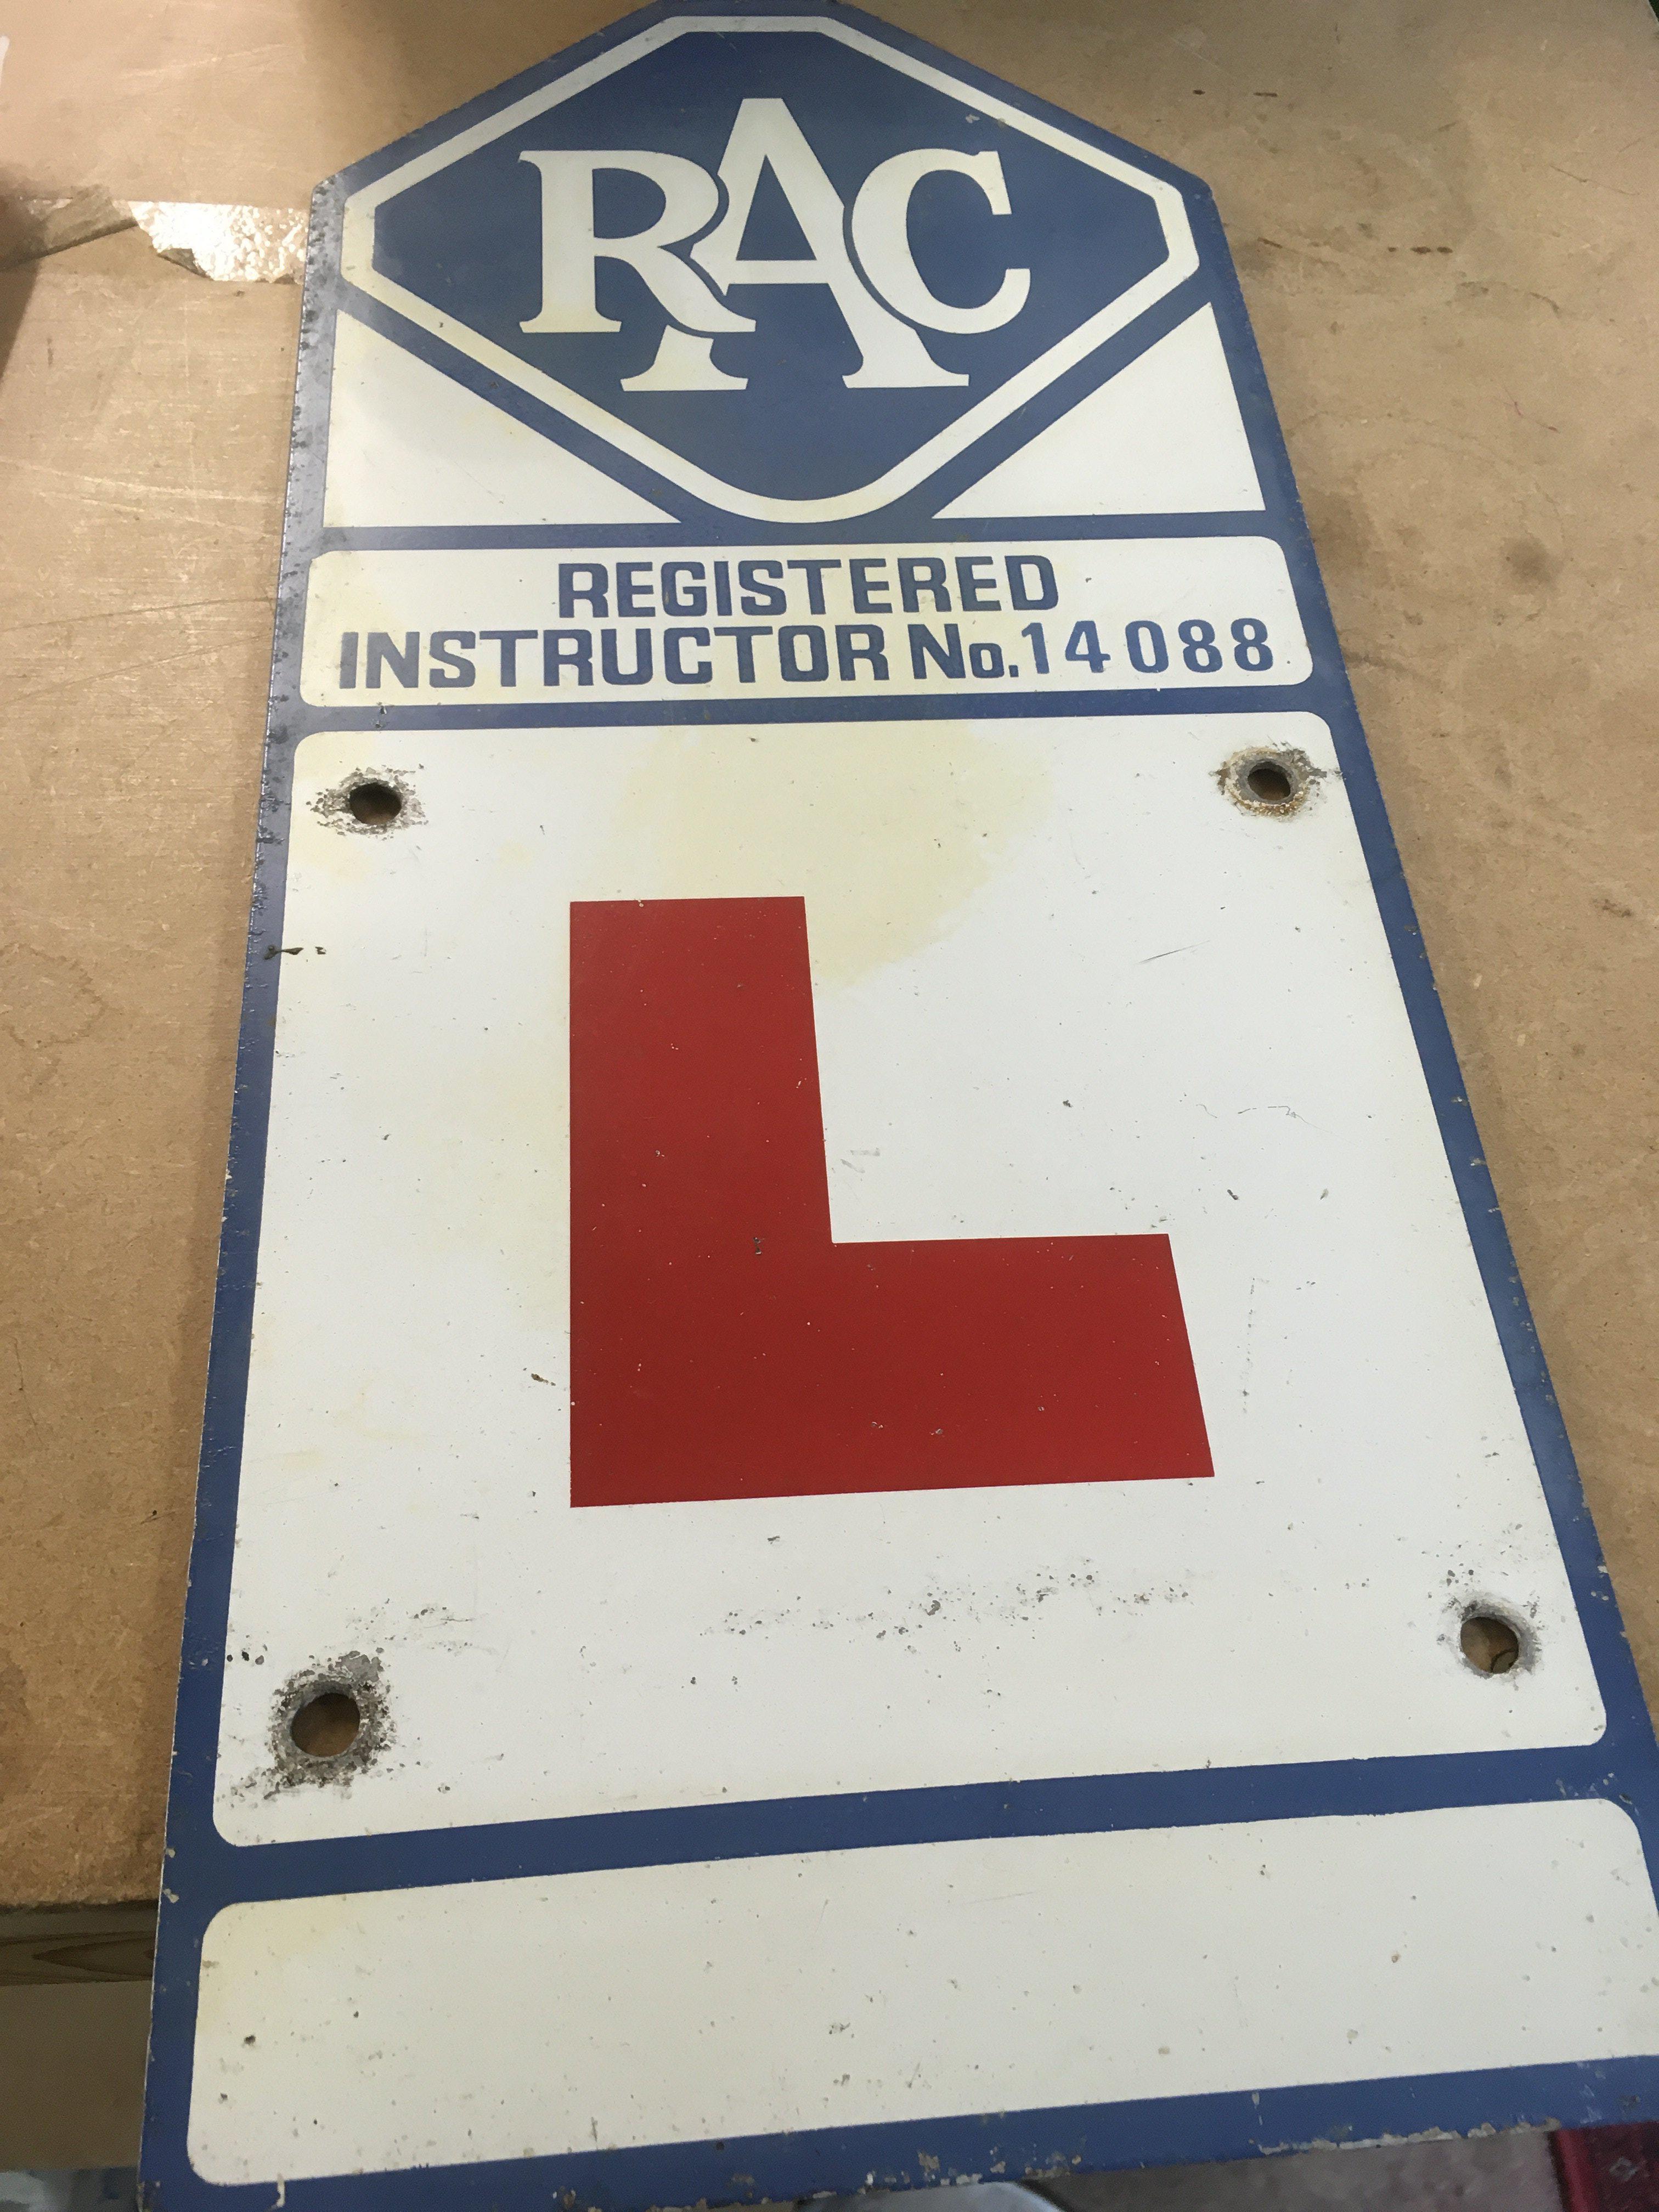 RAC
REGISTERED
INSTRUCTOR No. 14088
L